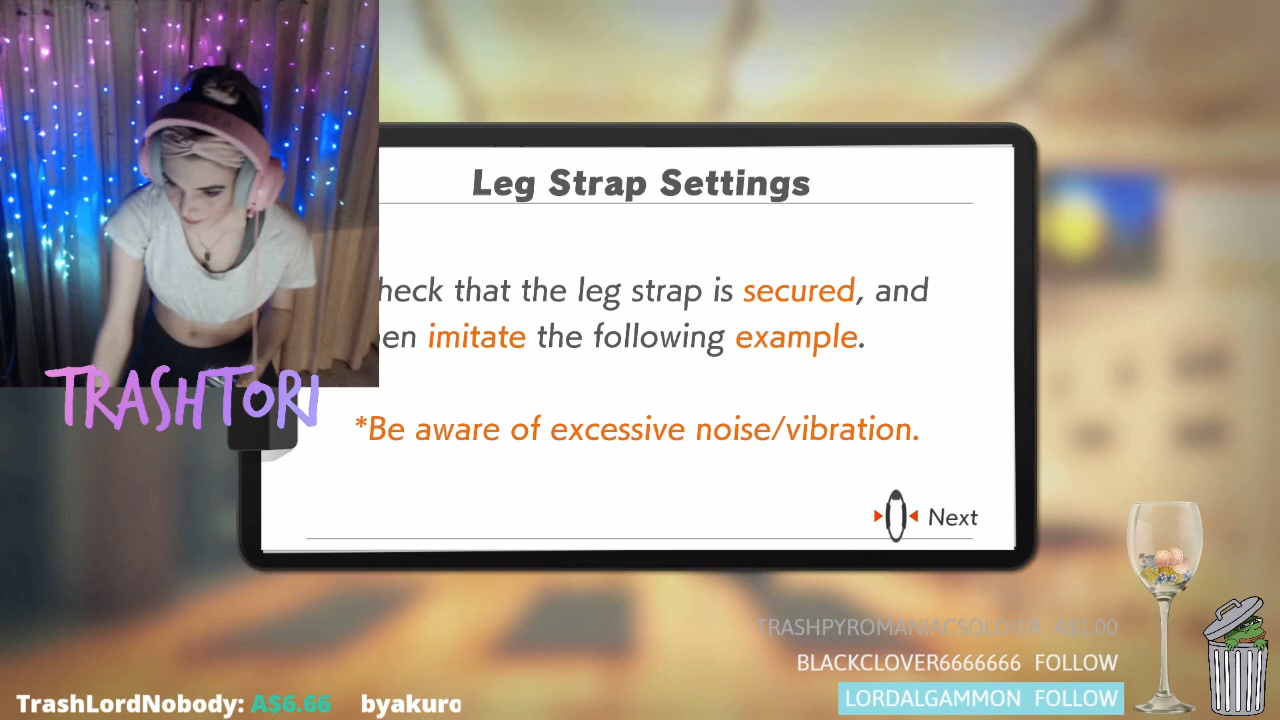 Leg Strap Settings
heck that the leg strap is secured, and
en imitate the following example.
*Be aware of excessive noise/vibration.
Next
TRASHTORI
TRASHPYROMANIACSOLDIER A$1.00
BLACKCLOVER6666666 FOLLOW
LORDALGAMMON FOLLOW
TrashLordNobody: A$6.66 byakuro